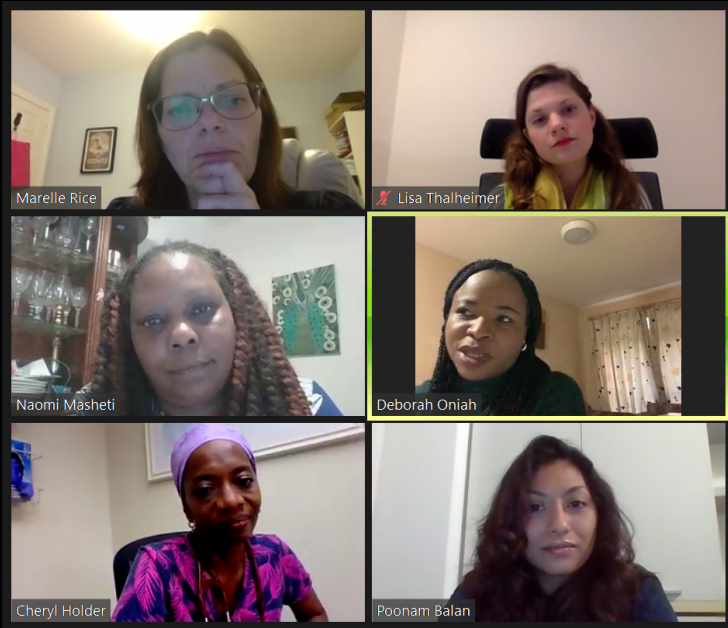 Marelle Rice
Lisa Thalheimer
Naomi Masheti
Deborah Oniah
Cheryl Holder
Poonam Balan